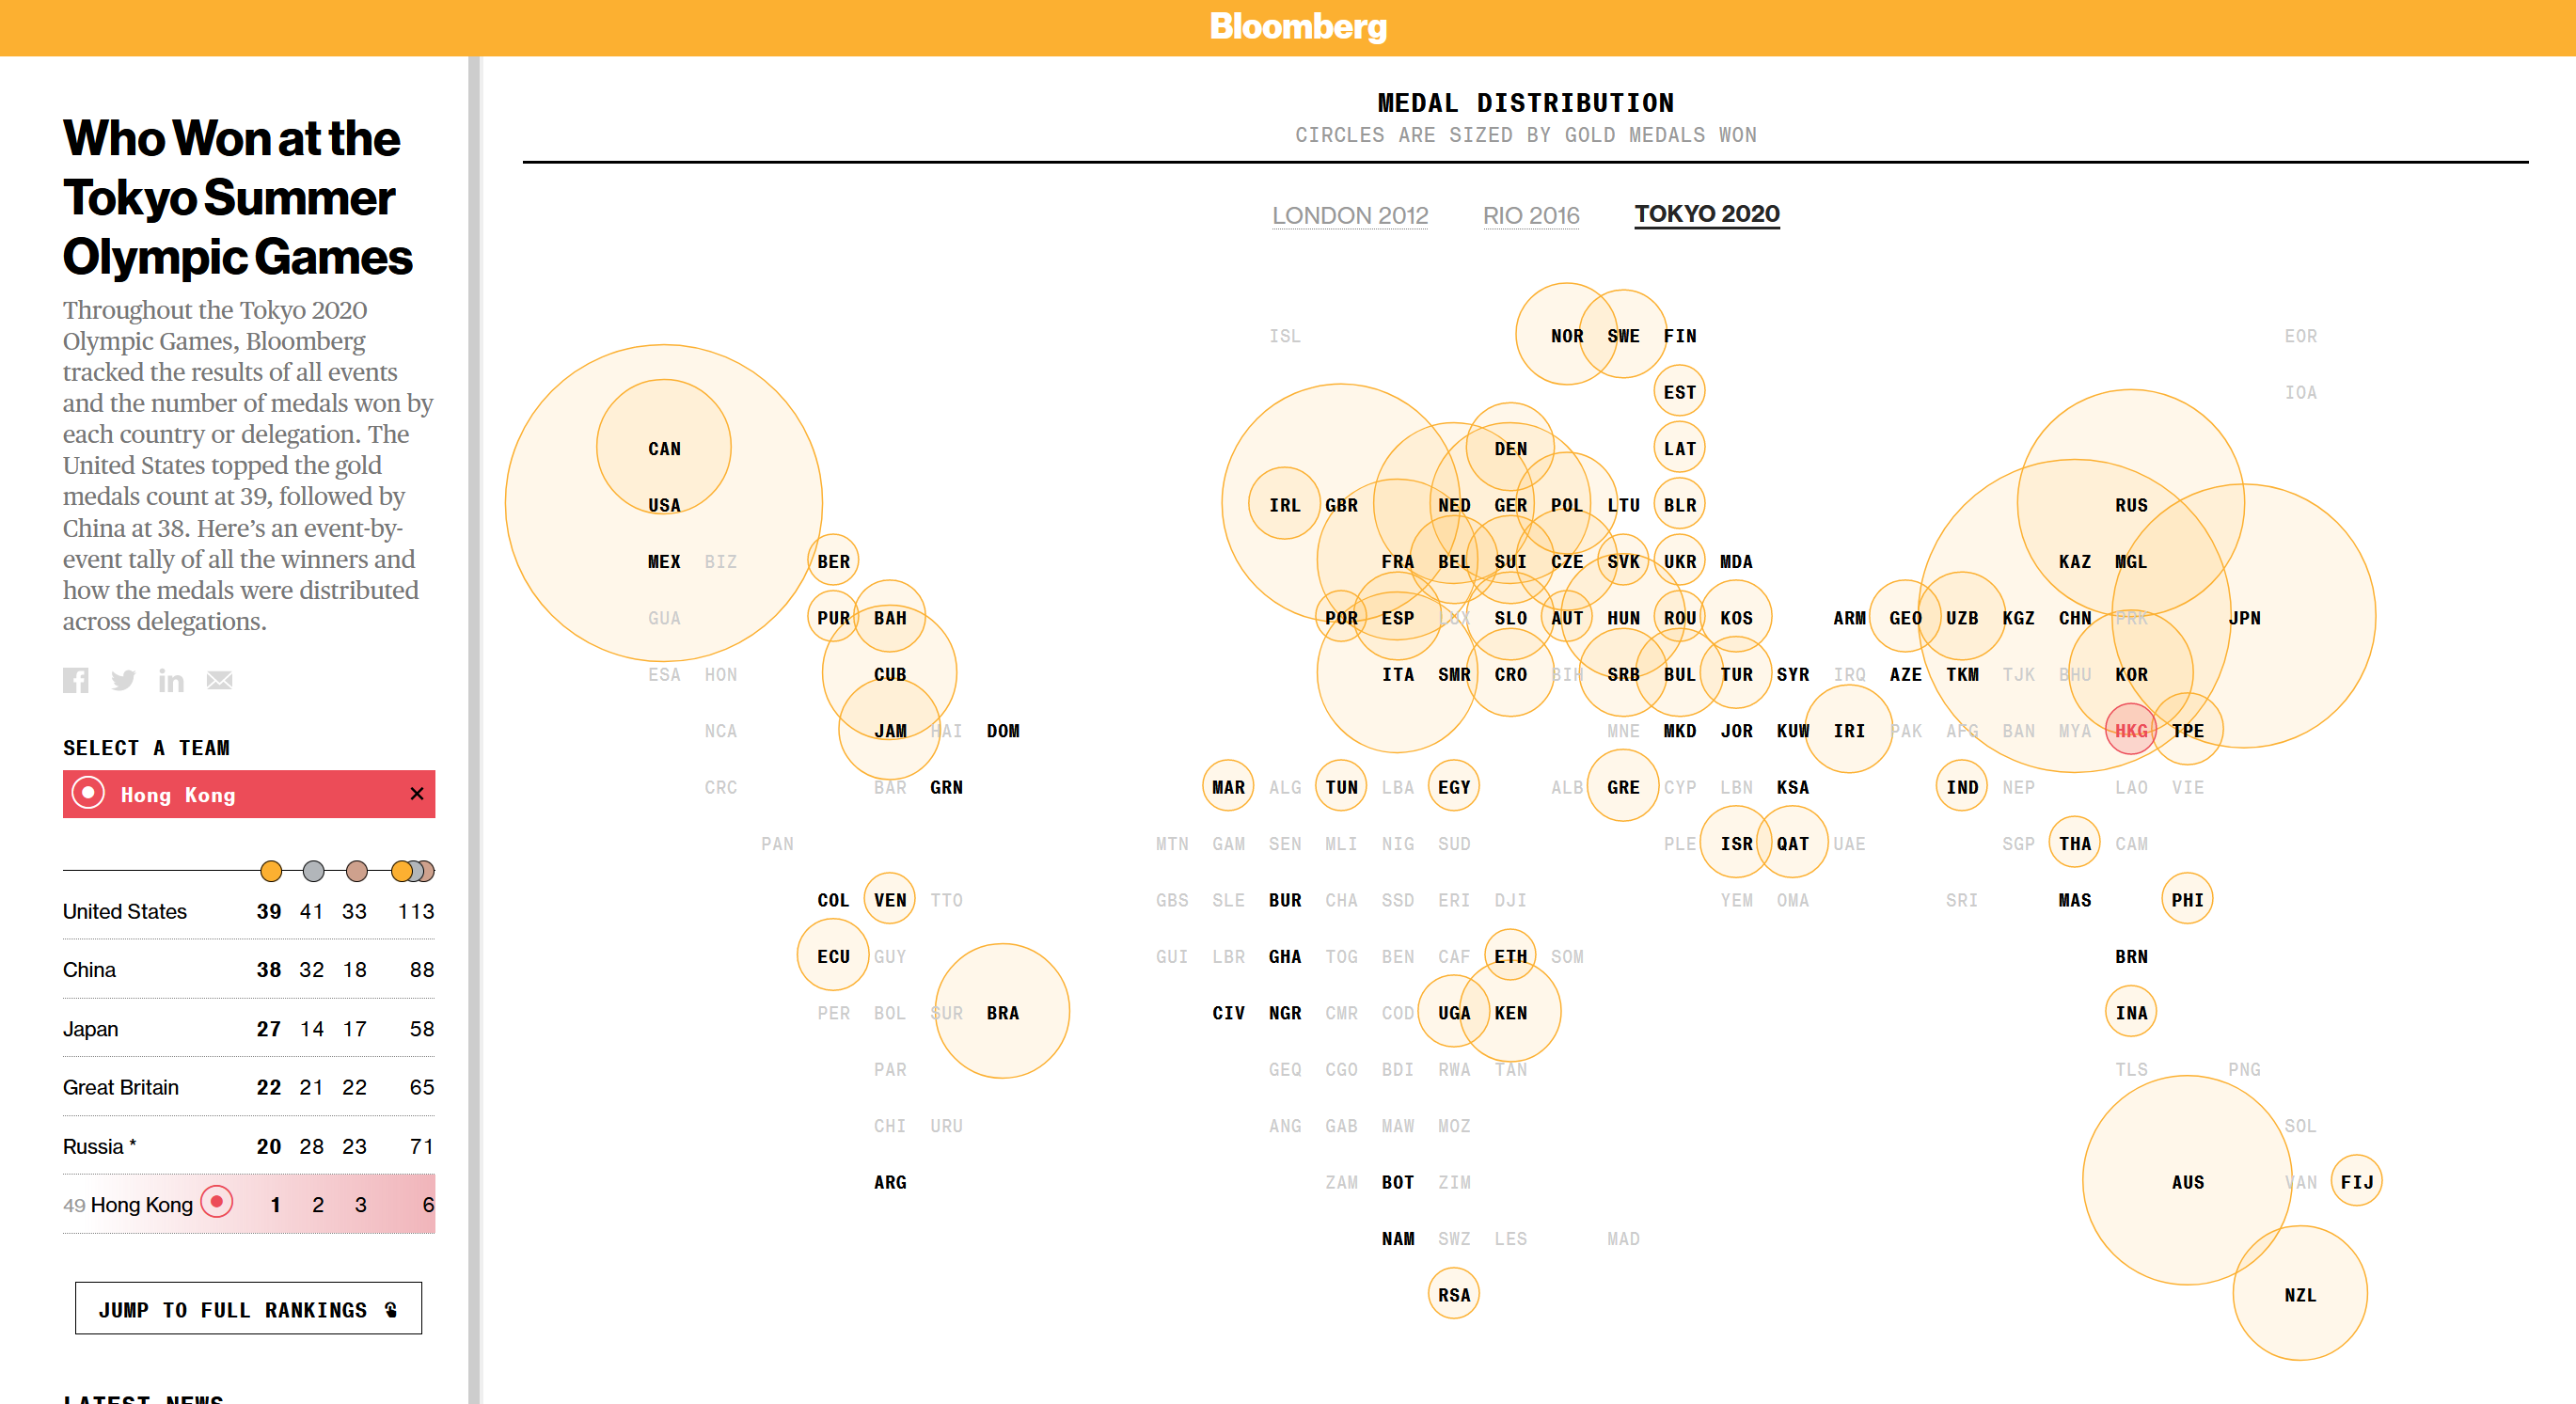 Bloomberg
Who Won at the
Tokyo Summer
Olympic Games
Throughout the Tokyo 2020
Olympic Games, Bloomberg
tracked the results of all events
and the number of medals won by
each country or delegation. The
United States topped the gold
medals count at 39, followed by
China at 38. Here’s an event-by-
event tally of all the winners and
how the medals were distributed
across delegations.
SELECT A TEAM
Hong Kong ×
United States 39 41 33 113
China 38 32 18 88
Japan 27 14 17 58
Great Britain 22 21 22 65
Russia * 20 28 23 71
49 Hong Kong 1 2 3 6
JUMP TO FULL RANKINGS
LATEST NEWS
MEDAL DISTRIBUTION
CIRCLES ARE SIZED BY GOLD MEDALS WON
LONDON 2012 RIO 2016 TOKYO 2020
ISL NOR SWE FIN EOR
EST IOA
CAN DEN LAT
USA IRL GBR NED GER POL LTU BLR RUS
MEX BIZ BER FRA BEL SUI CZE SVK UKR MDA KAZ MGL
GUA PUR BAH POR ESP LUX SLO AUT HUN ROU KOS ARM GEO UZB KGZ CHN PRK JPN
ESA HON CUB ITA SMR CRO BIH SRB BUL TUR SYR IRQ AZE TKM TJK BHU KOR
NCA JAM HAI DOM MNE MKD JOR KUW IRI PAK AFG BAN MYA HKG TPE
CRC BAR GRN MAR ALG TUN LBA EGY ALB GRE CYP LBN KSA IND NEP LAO VIE
PAN MTN GAM SEN MLI NIG SUD PLE ISR QAT UAE SGP THA CAM
COL VEN TTO GBS SLE BUR CHA SSD ERI DJI YEM OMA SRI MAS PHI
ECU GUY GUI LBR GHA TOG BEN CAF ETH SOM BRN
PER BOL SUR BRA CIV NGR CMR COD UGA KEN INA
PAR GEQ CGO BDI RWA TAN TLS PNG
CHI URU ANG GAB MAW MOZ SOL
ARG ZAM BOT ZIM AUS VAN FIJ
NAM SWZ LES MAD
RSA NZL